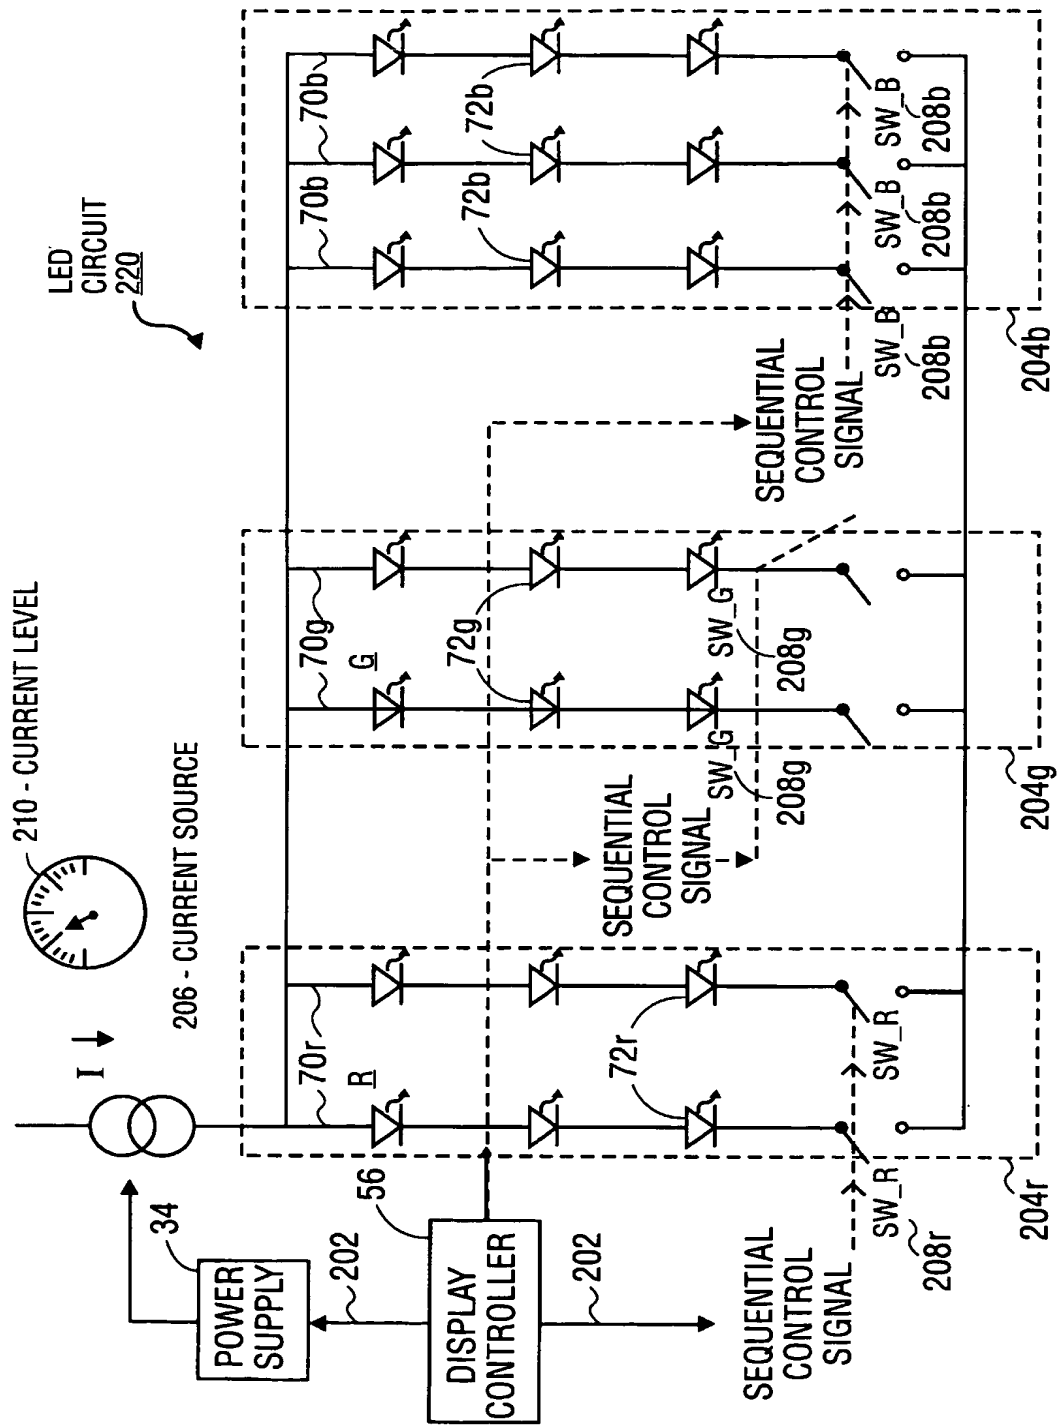 LED
CIRCUIT
220
210 - CURRENT LEVEL
206 - CURRENT SOURCE
I
34
POWER
SUPPLY
202
56
DISPLAY
CONTROLLER
202
70r
R
72r
SEQUENTIAL
CONTROL
SIGNAL
SW_R
SW_R
208r
204r
70g
G
72g
SEQUENTIAL
CONTROL
SIGNAL
SW_G
208g
SW_G
208g
204g
70b
70b
72b
72b
SEQUENTIAL
CONTROL
SIGNAL
SW_B
208b
SW_B
208b
SW_B
208b
204b